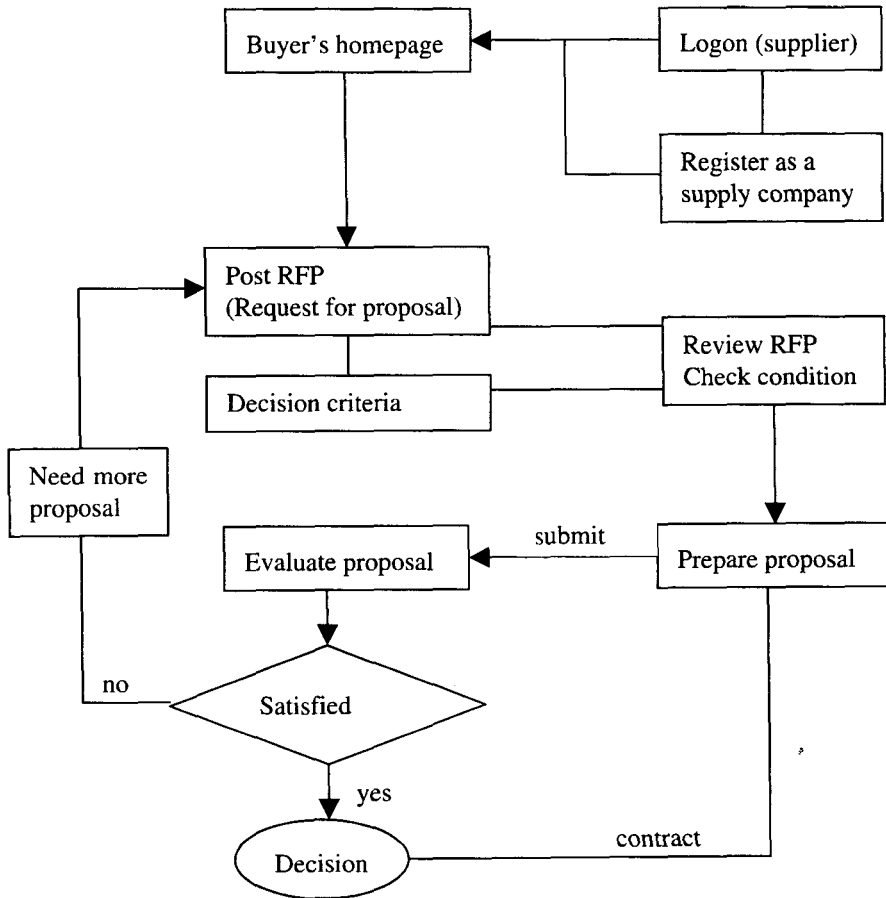 Buyer's homepage
Logon (supplier)
Register as a
supply company
Post RFP
(Request for proposal)
Review RFP
Check condition
Decision criteria
Need more
proposal
submit
Evaluate proposal
Prepare proposal
no
Satisfied
yes
contract
Decision